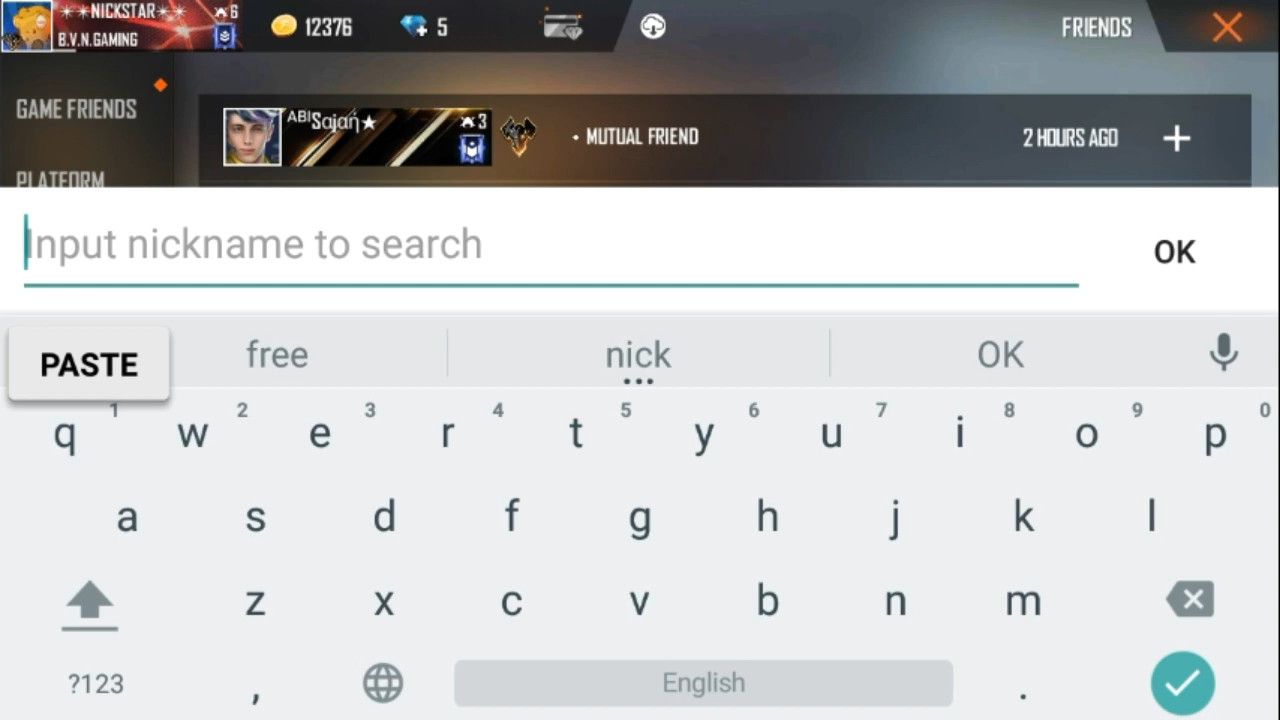 ✶✶NICKSTAR✶✶ 6
B.V.N.GAMING
12376
5
FRIENDS
GAME FRIENDS
PLATFORM
ᴬᴮᴵSajań★ 3
• MUTUAL FRIEND
2 HOURS AGO
Input nickname to search
OK
PASTE
free
nick
OK
1 2 3 4 5 6 7 8 9 0
q w e r t y u i o p
a s d f g h j k l
z x c v b n m
?123 , English .